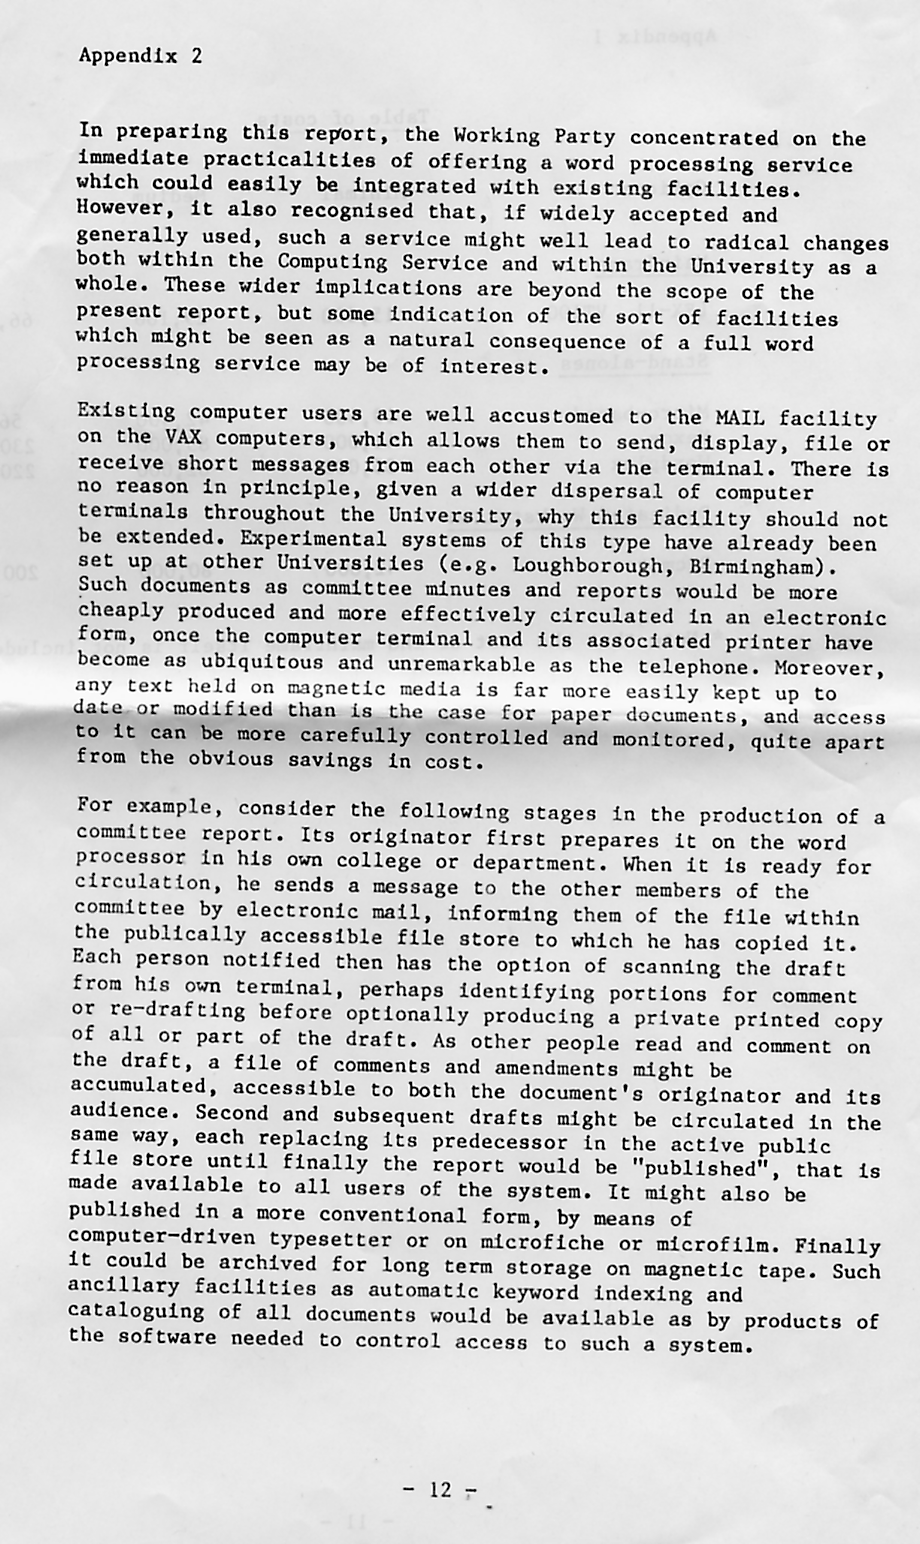 Appendix 2
In preparing this report, the Working Party concentrated on the
immediate practicalities of offering a word processing service
which could easily be integrated with existing facilities.
However, it also recognised that, if widely accepted and
generally used, such a service might well lead to radical changes
both within the Computing Service and within the University as a
whole. These wider implications are beyond the scope of the
present report, but some indication of the sort of facilities
which might be seen as a natural consequence of a full word
processing service may be of interest.
Existing computer users are well accustomed to the MAIL facility
on the VAX computers, which allows them to send, display, file or
receive short messages from each other via the terminal. There is
no reason in principle, given a wider dispersal of computer
terminals throughout the University, why this facility should not
be extended. Experimental systems of this type have already been
set up at other Universities (e.g. Loughborough, Birmingham).
Such documents as committee minutes and reports would be more
cheaply produced and more effectively circulated in an electronic
form, once the computer terminal and its associated printer have
become as ubiquitous and unremarkable as the telephone. Moreover,
any text held on magnetic media is far more easily kept up to
date or modified than is the case for paper documents, and access
to it can be more carefully controlled and monitored, quite apart
from the obvious savings in cost.
For example, consider the following stages in the production of a
committee report. Its originator first prepares it on the word
processor in his own college or department. When it is ready for
circulation, he sends a message to the other members of the
committee by electronic mail, informing them of the file within
the publically accessible file store to which he has copied it.
Each person notified then has the option of scanning the draft
from his own terminal, perhaps identifying portions for comment
or re-drafting before optionally producing a private printed copy
of all or part of the draft. As other people read and comment on
the draft, a file of comments and amendments might be
accumulated, accessible to both the document's originator and its
audience. Second and subsequent drafts might be circulated in the
same way, each replacing its predecessor in the active public
file store until finally the report would be "published", that is
made available to all users of the system. It might also be
published in a more conventional form, by means of
computer-driven typesetter or on microfiche or microfilm. Finally
it could be archived for long term storage on magnetic tape. Such
ancillary facilities as automatic keyword indexing and
cataloguing of all documents would be available as by products of
the software needed to control access to such a system.
- 12 -